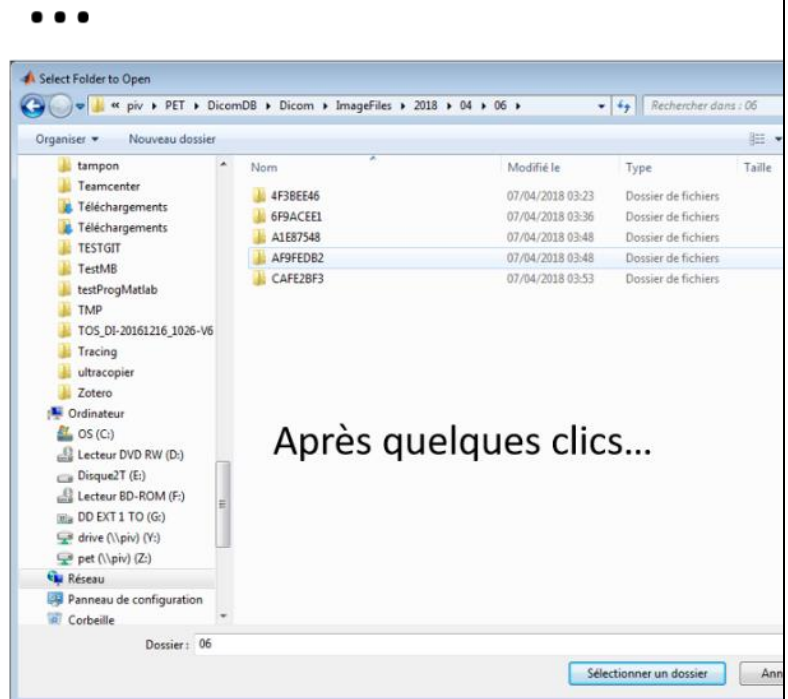 ...
Select Folder to Open
« piv ▸ PET ▸ DicomDB ▸ Dicom ▸ ImageFiles ▸ 2018 ▸ 04 ▸ 06 ▸ Rechercher dans : 06
Organiser Nouveau dossier
Nom Modifié le Type Taille
4F3BEE46 07/04/2018 03:23 Dossier de fichiers
6F9ACEE1 07/04/2018 03:36 Dossier de fichiers
A1E87548 07/04/2018 03:48 Dossier de fichiers
AF9FEDB2 07/04/2018 03:48 Dossier de fichiers
CAFE2BF3 07/04/2018 03:53 Dossier de fichiers
tampon
Teamcenter
Téléchargements
Téléchargements
TESTGIT
TestMB
testProgMatlab
TMP
TOS_DI-20161216_1026-V6
Tracing
ultracopier
Zotero
Ordinateur
OS (C:)
Lecteur DVD RW (D:)
Disque2T (E:)
Lecteur BD-ROM (F:)
DD EXT 1 TO (G:)
drive (\\piv) (Y:)
pet (\\piv) (Z:)
Réseau
Panneau de configuration
Corbeille
Après quelques clics...
Dossier : 06
Sélectionner un dossier Ann